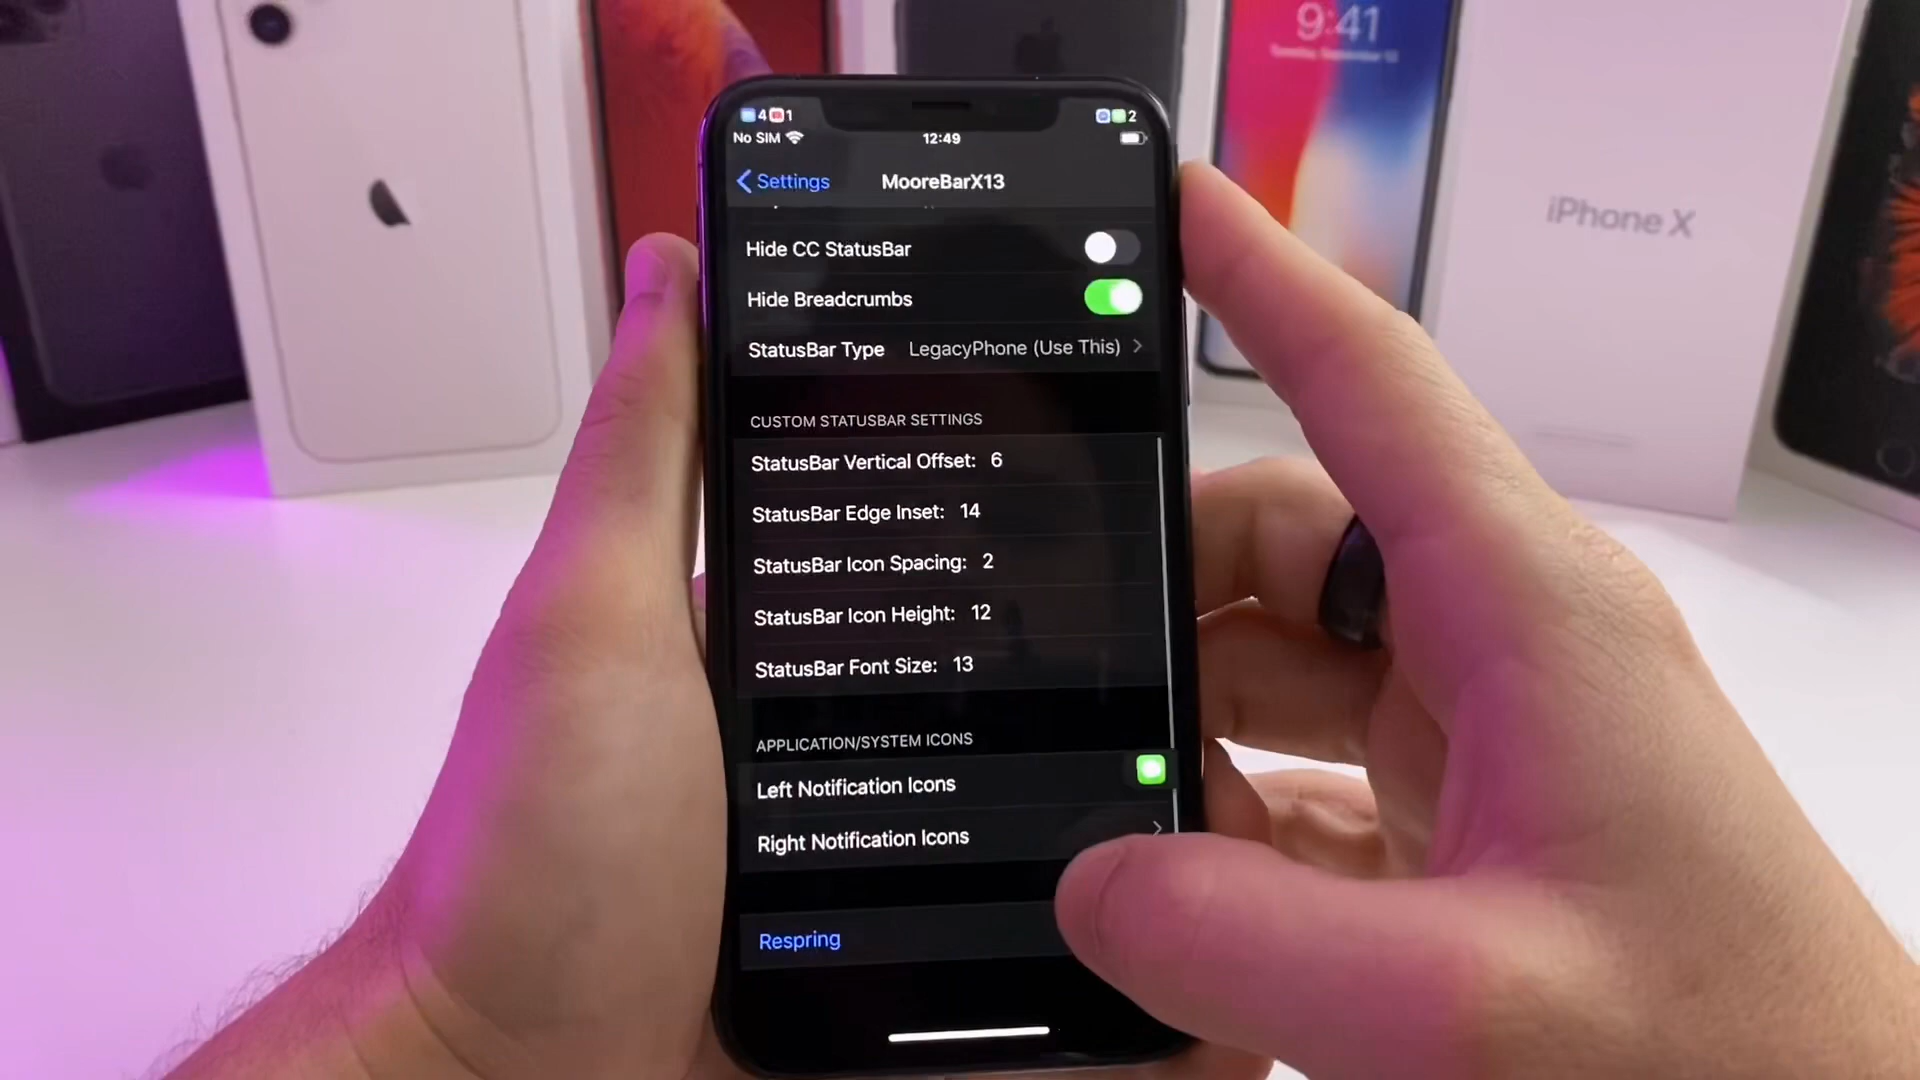 9:41
4 1 2
No SIM 12:49
Settings MooreBarX13
Hide CC StatusBar
Hide Breadcrumbs
StatusBar Type LegacyPhone (Use This)
CUSTOM STATUSBAR SETTINGS
StatusBar Vertical Offset: 6
StatusBar Edge Inset: 14
StatusBar Icon Spacing: 2
StatusBar Icon Height: 12
StatusBar Font Size: 13
APPLICATION/SYSTEM ICONS
Left Notification Icons
Right Notification Icons
Respring
iPhone X